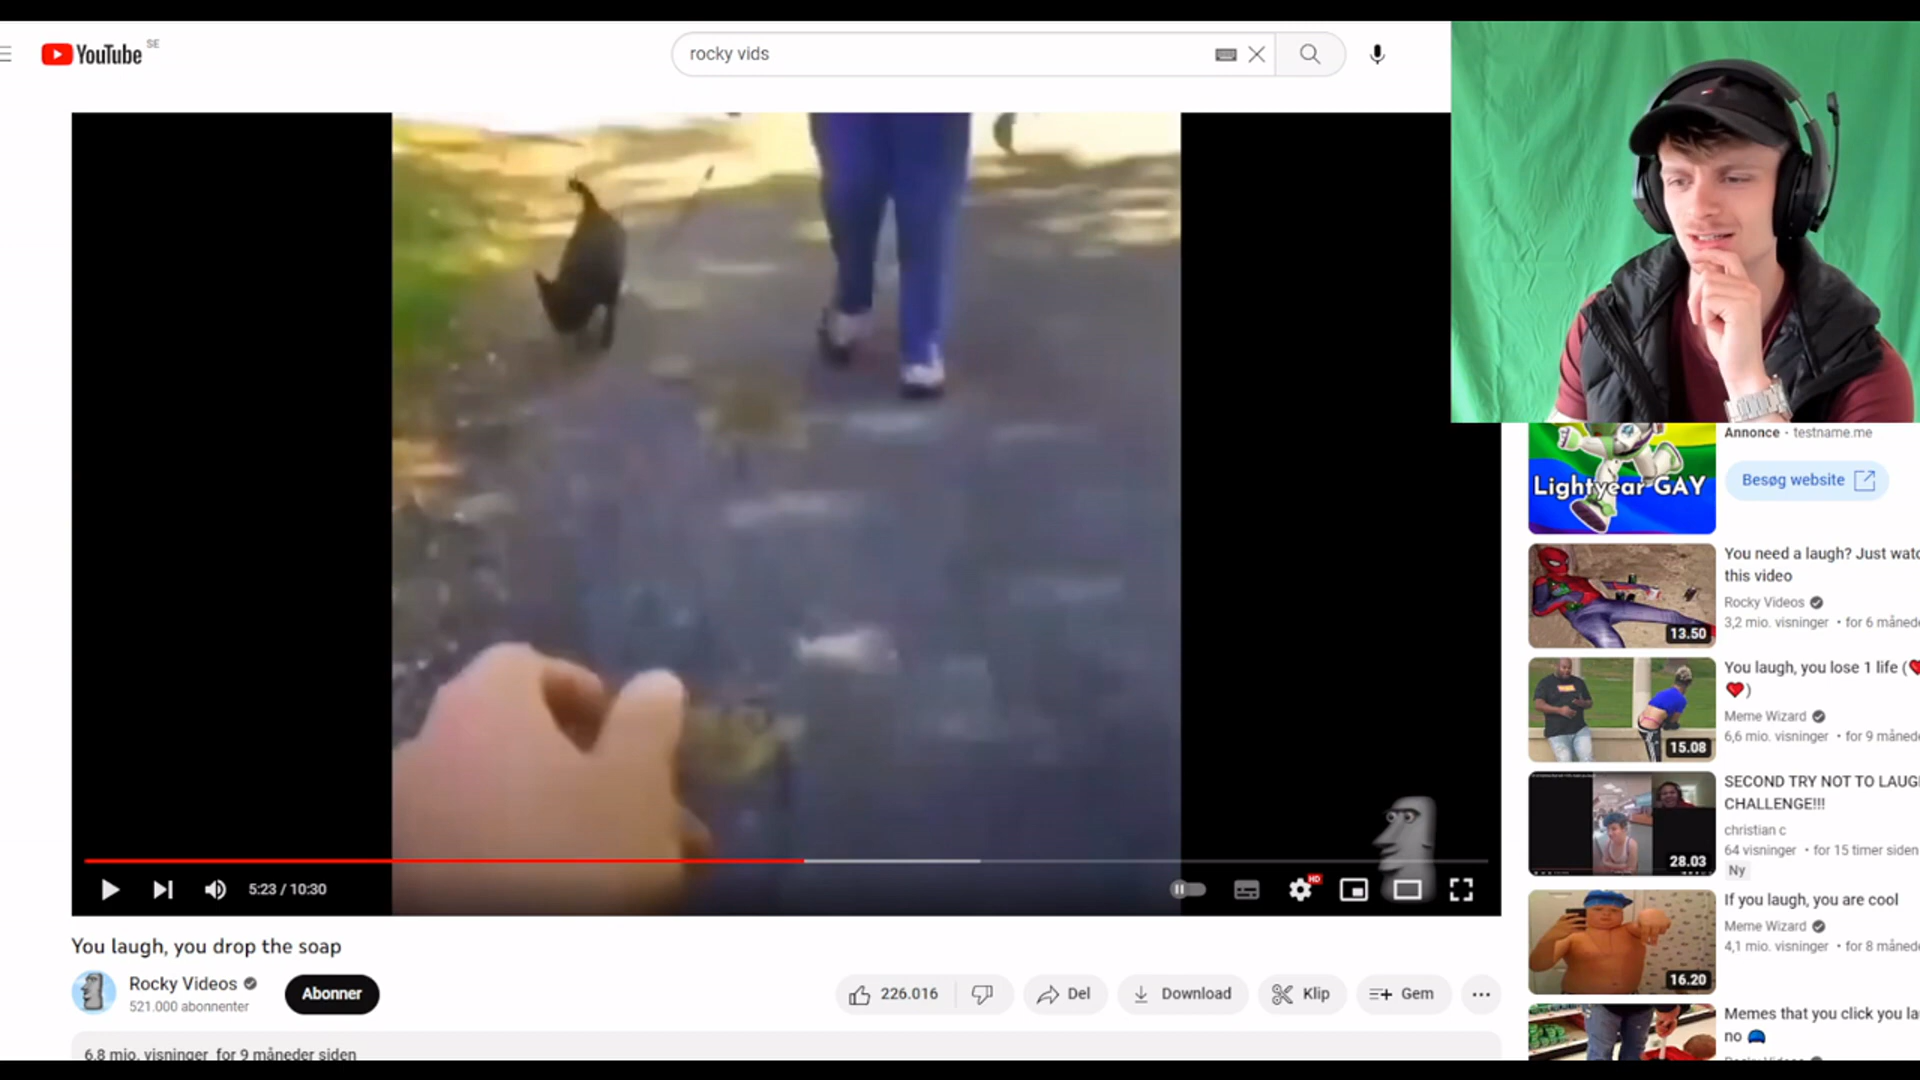 YouTube SE
rocky vids
Annonce · testname.me
Lightyear GAY
Besøg website
You need a laugh? Just watc
this video
Rocky Videos
3,2 mio. visninger • for 6 månede
13.50
You laugh, you lose 1 life (❤
❤)
Meme Wizard
6,6 mio. visninger • for 9 månede
15.08
SECOND TRY NOT TO LAUG
CHALLENGE!!!
christian c
64 visninger • for 15 timer siden
Ny
28.03
If you laugh, you are cool
Meme Wizard
4,1 mio. visninger • for 8 månede
16.20
Memes that you click you la
no
5:23 / 10:30
HD
You laugh, you drop the soap
Rocky Videos
521.000 abonnenter
Abonner
226.016
Del
Download
Klip
Gem
6,8 mio. visninger for 9 måneder siden